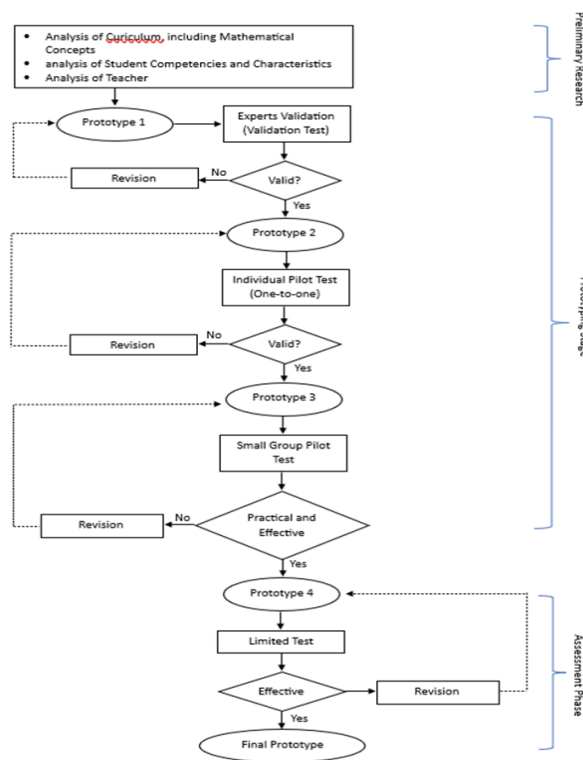 • Analysis of Curiculum, including Mathematical
Concepts
• analysis of Student Competencies and Characteristics
• Analysis of Teacher
Preliminary Research
Prototype 1
Experts Validation
(Validation Test)
Revision
No
Valid?
Yes
Prototype 2
Individual Pilot Test
(One-to-one)
Revision
No
Valid?
Yes
Prototype 3
Small Group Pilot
Test
Revision
No
Practical and
Effective
Yes
Prototype 4
Limited Test
Effective
Revision
Yes
Final Prototype
Assessment Phase